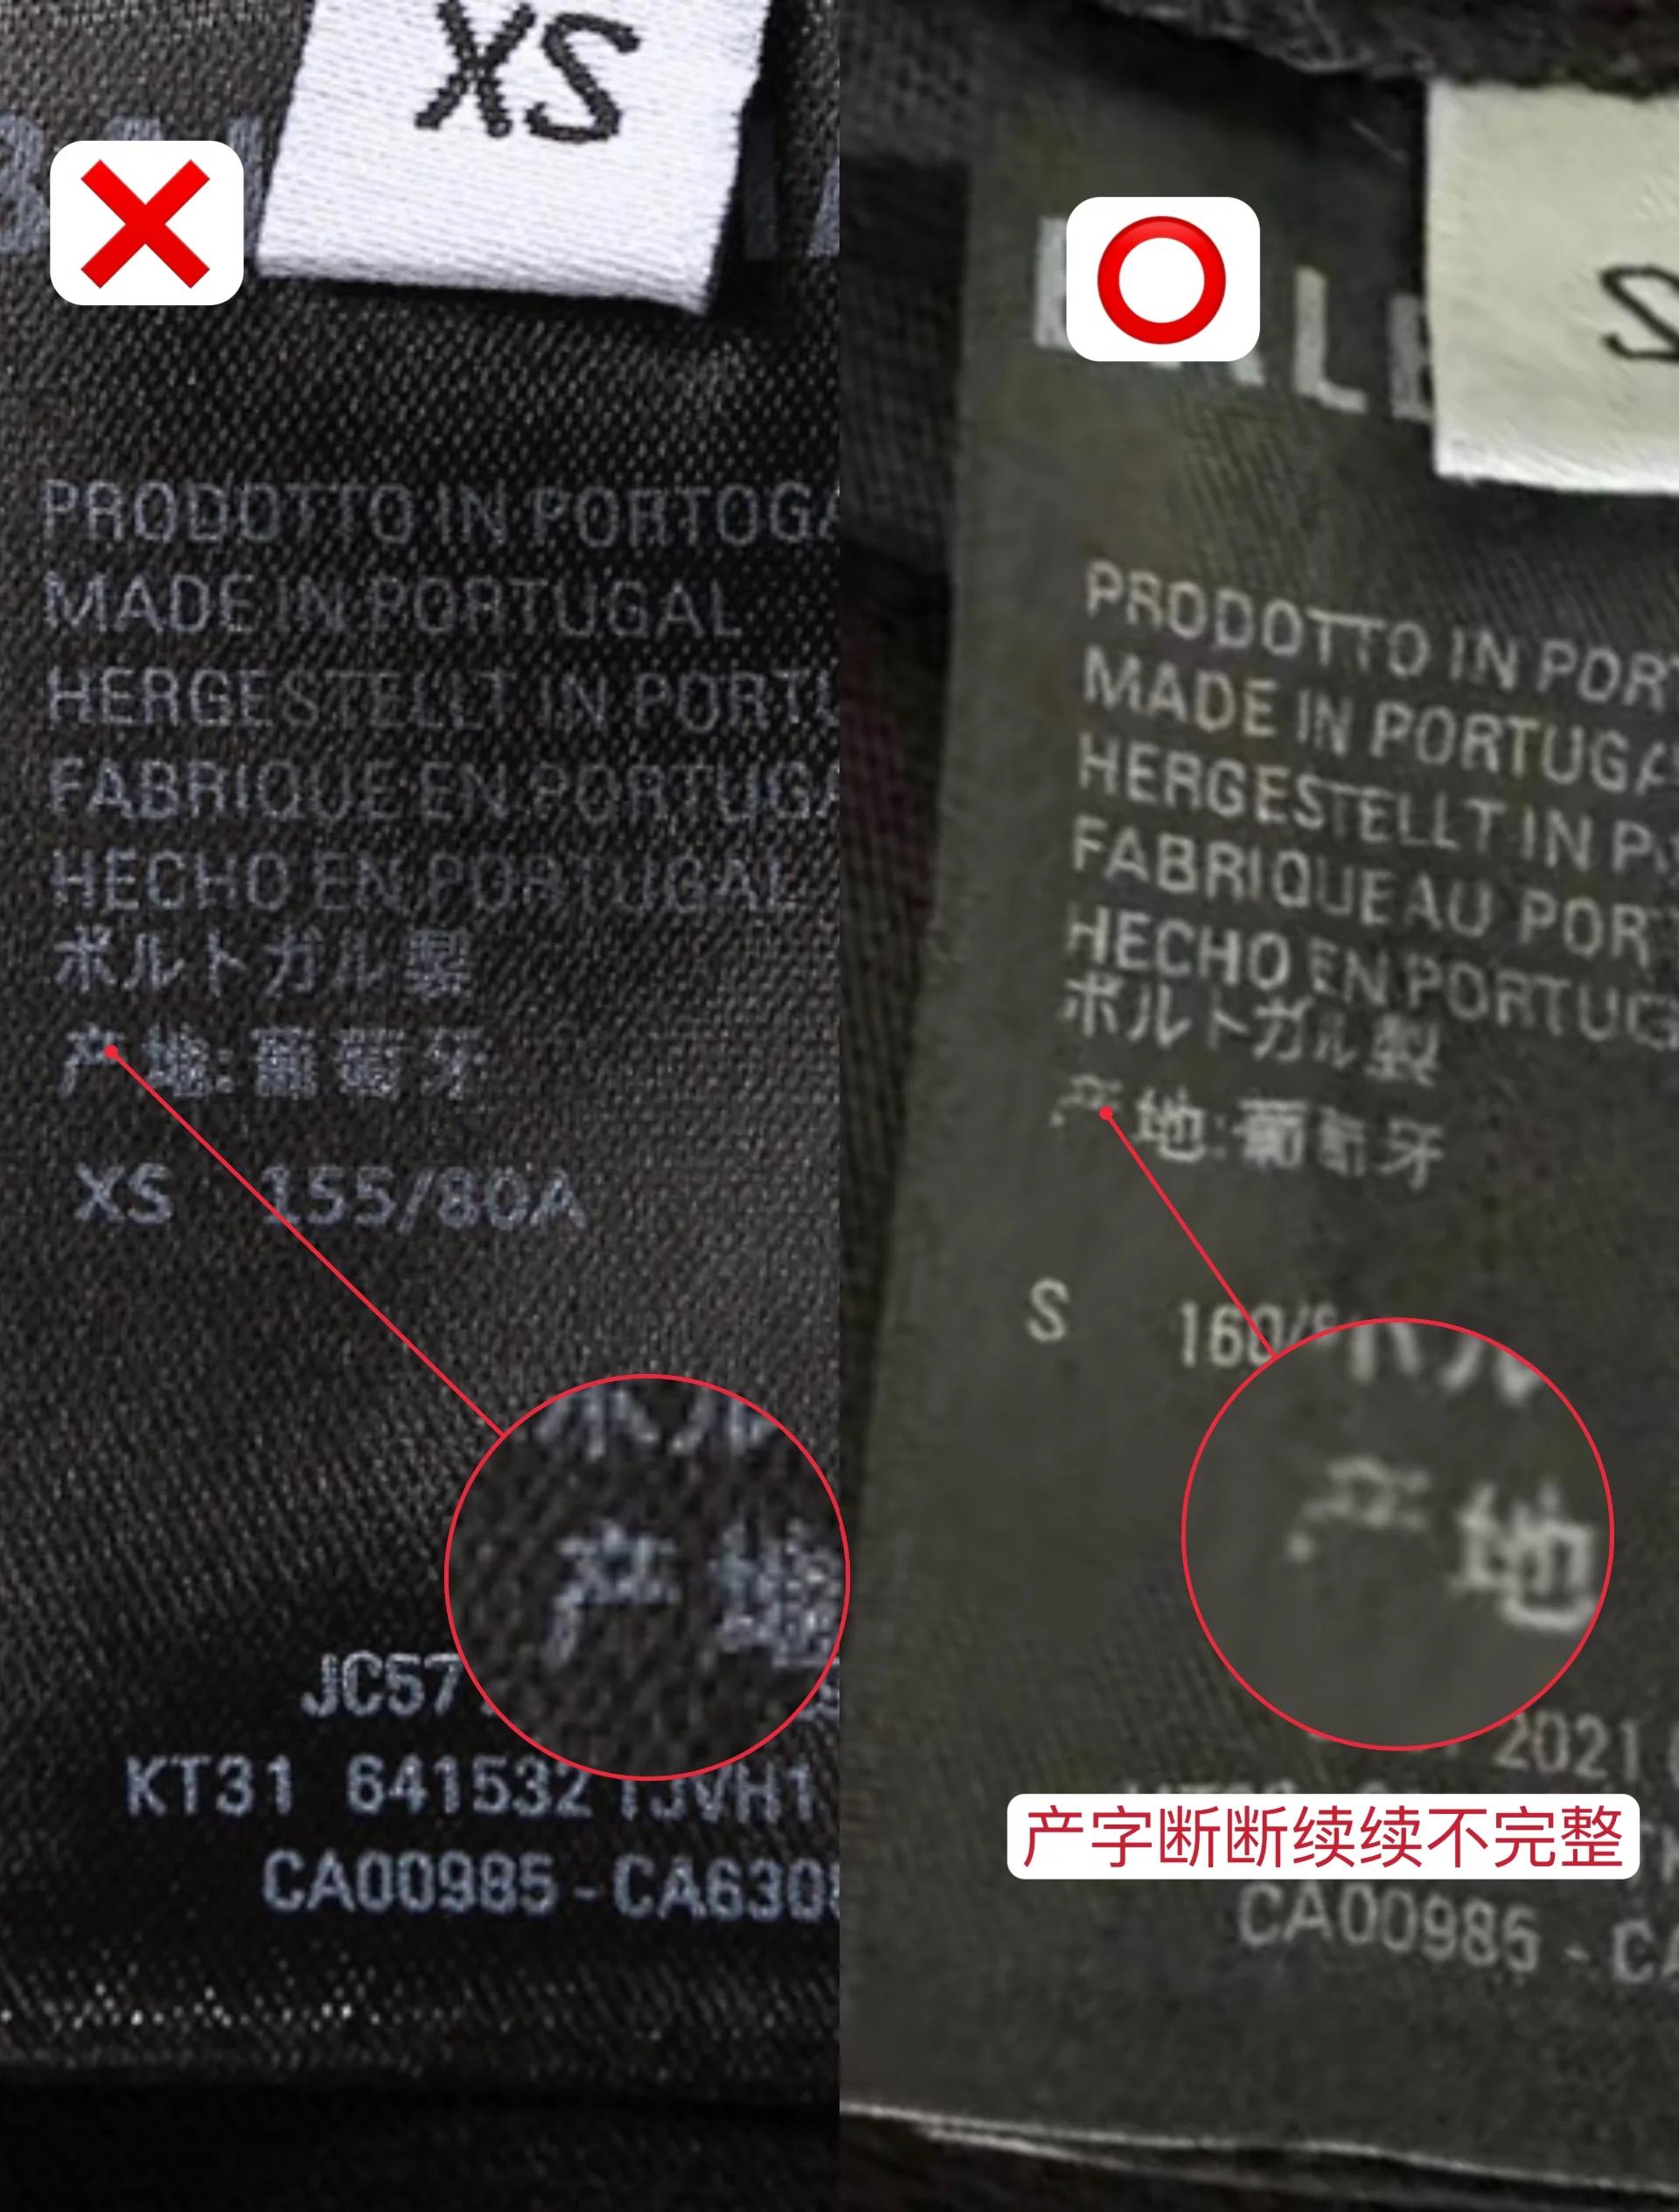 XS
PRODOTTO IN PORTOGA
MADE IN PORTUGAL
HERGESTELLT IN PORTU
FABRIQUE EN PORTUGA
HECHO EN PORTUGAL
ポルトガル製
产地:葡萄牙
XS 155/80A
产地
JC57
KT31 641532 TJVH1
CA00985 - CA630
S
PRODOTTO IN POR
MADE IN PORTUGA
HERGESTELLT IN P
FABRIQUE AU POR
HECHO EN PORTUG
ポルトガル製
产地:葡萄牙
S 160/
产地
2021
产字断断续续不完整
CA00985 - CA